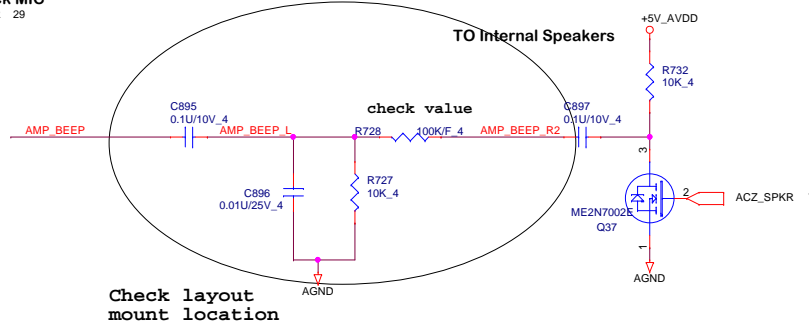 MIC
29
+5V_AVDD
TO Internal Speakers
R732
10K_4
C895
0.1U/10V_4
check value
C897
0.1U/10V_4
AMP_BEEP
AMP_BEEP_L
R728
100K/F_4
AMP_BEEP_R2
3
R727
10K_4
C896
0.01U/25V_4
2
ACZ_SPKR
ME2N7002E
Q37
1
AGND
AGND
Check layout
mount location